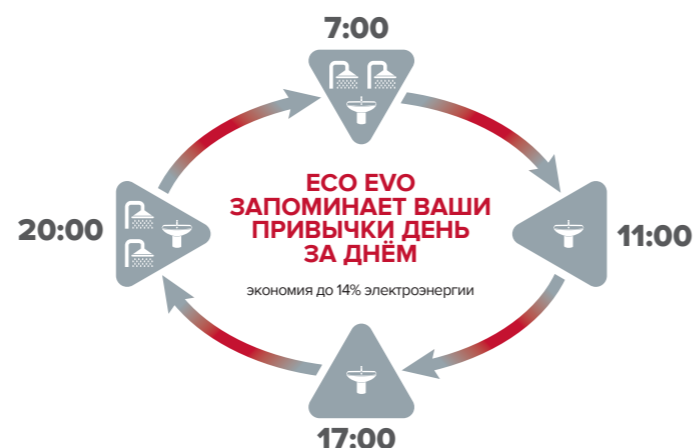 7:00
ECO EVO
ЗАПОМИНАЕТ ВАШИ
ПРИВЫЧКИ ДЕНЬ
ЗА ДНЁМ
20:00
11:00
экономия до 14% электроэнергии
17:00